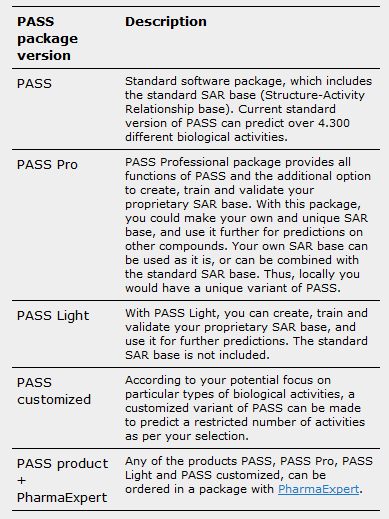 PASS package version
Description
PASS
Standard software package, which includes
the standard SAR base (Structure-Activity
Relationship base). Current standard
version of PASS can predict over 4.300
different biological activities.
PASS Pro
PASS Professional package provides all
functions of PASS and the additional option
to create, train and validate your
proprietary SAR base. With this package,
you could make your own and unique SAR
base, and use it further for predictions on
other compounds. Your own SAR base can
be used as it is, or can be combined with
the standard SAR base. Thus, locally you
would have a unique variant of PASS.
PASS Light
With PASS Light, you can create, train and
validate your proprietary SAR base, and
use it for further predictions. The standard
SAR base is not included.
PASS
customized
According to your potential focus on
particular types of biological activities, a
customized variant of PASS can be made
to predict a restricted number of activities
as per your selection.
PASS product
+
PharmaExpert
Any of the products PASS, PASS Pro, PASS
Light and PASS customized, can be
ordered in a package with PharmaExpert.